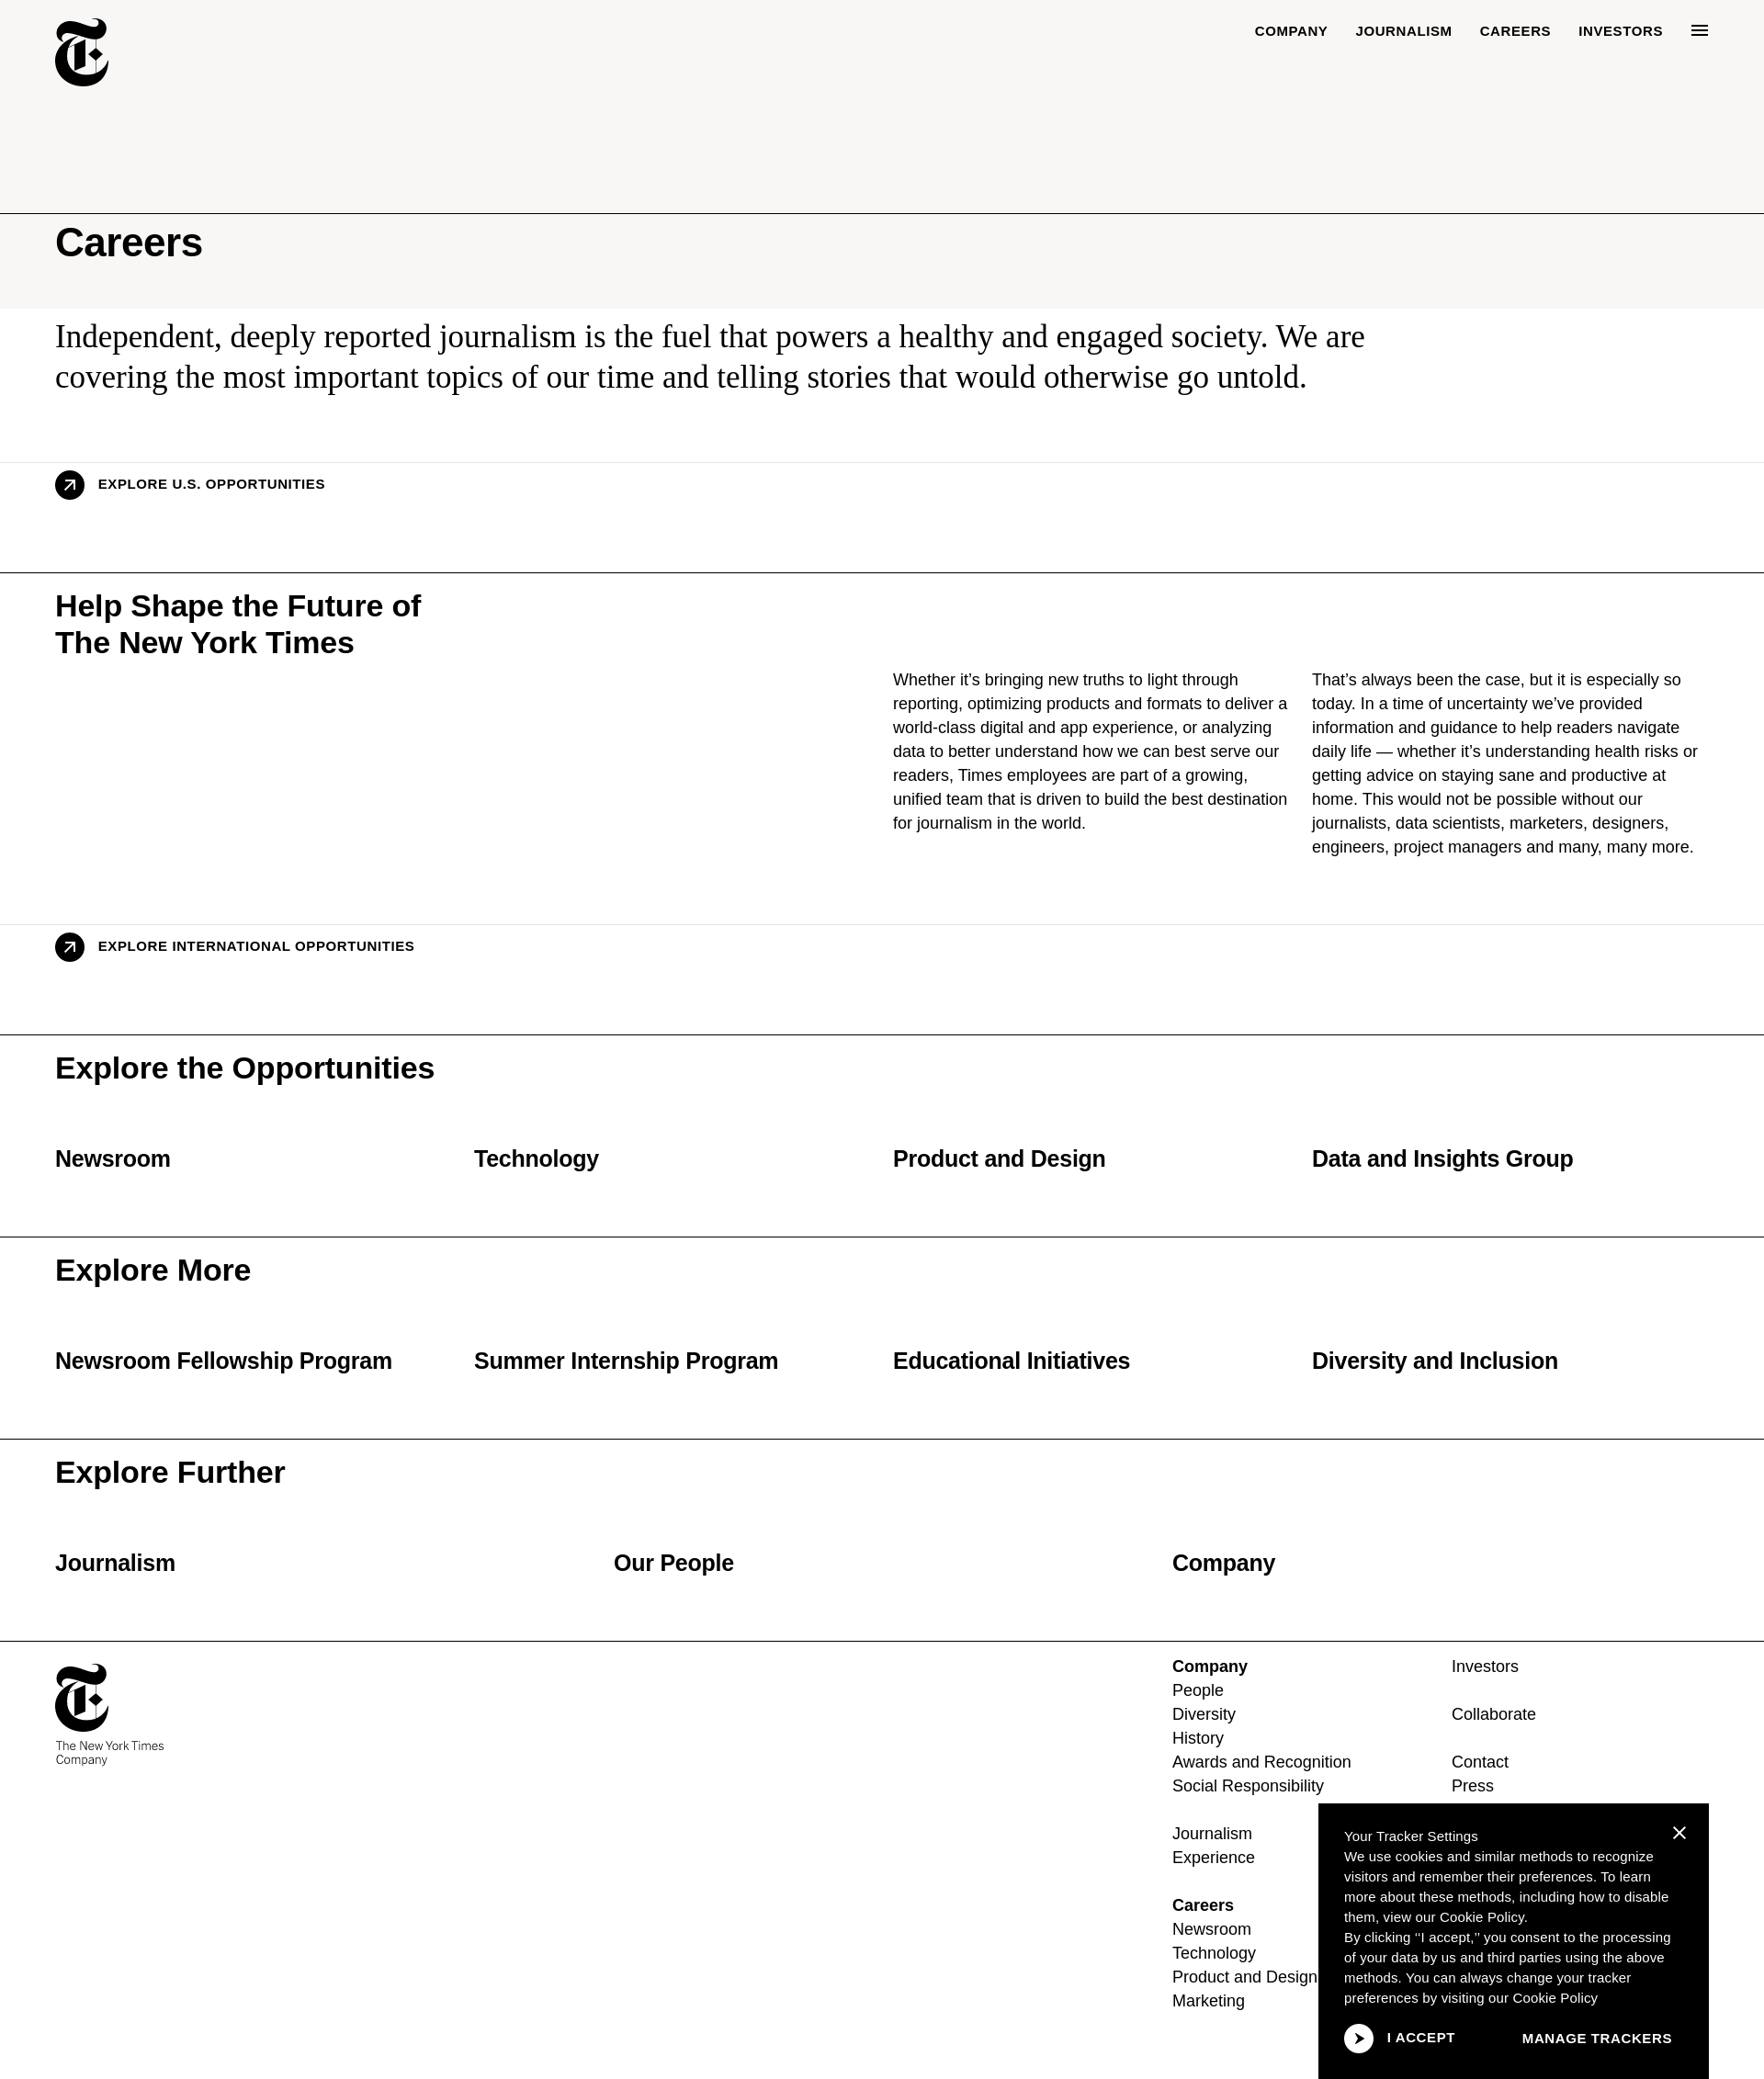 COMPANY
JOURNALISM
CAREERS
INVESTORS
Careers
Independent, deeply reported journalism is the fuel that powers a healthy and engaged society. We are
covering the most important topics of our time and telling stories that would otherwise go untold.
EXPLORE U.S. OPPORTUNITIES
Help Shape the Future of
The New York Times
Whether it’s bringing new truths to light through
reporting, optimizing products and formats to deliver a
world-class digital and app experience, or analyzing
data to better understand how we can best serve our
readers, Times employees are part of a growing,
unified team that is driven to build the best destination
for journalism in the world.
That’s always been the case, but it is especially so
today. In a time of uncertainty we’ve provided
information and guidance to help readers navigate
daily life — whether it’s understanding health risks or
getting advice on staying sane and productive at
home. This would not be possible without our
journalists, data scientists, marketers, designers,
engineers, project managers and many, many more.
EXPLORE INTERNATIONAL OPPORTUNITIES
Explore the Opportunities
Newsroom
Technology
Product and Design
Data and Insights Group
Explore More
Newsroom Fellowship Program
Summer Internship Program
Educational Initiatives
Diversity and Inclusion
Explore Further
Journalism
Our People
Company
The New York Times
Company
Company
People
Diversity
History
Awards and Recognition
Social Responsibility
Journalism
Experience
Careers
Newsroom
Technology
Product and Design
Marketing
Investors
Collaborate
Contact
Press
Your Tracker Settings
We use cookies and similar methods to recognize
visitors and remember their preferences. To learn
more about these methods, including how to disable
them, view our Cookie Policy.
By clicking ‘‘I accept,’’ you consent to the processing
of your data by us and third parties using the above
methods. You can always change your tracker
preferences by visiting our Cookie Policy
I ACCEPT
MANAGE TRACKERS